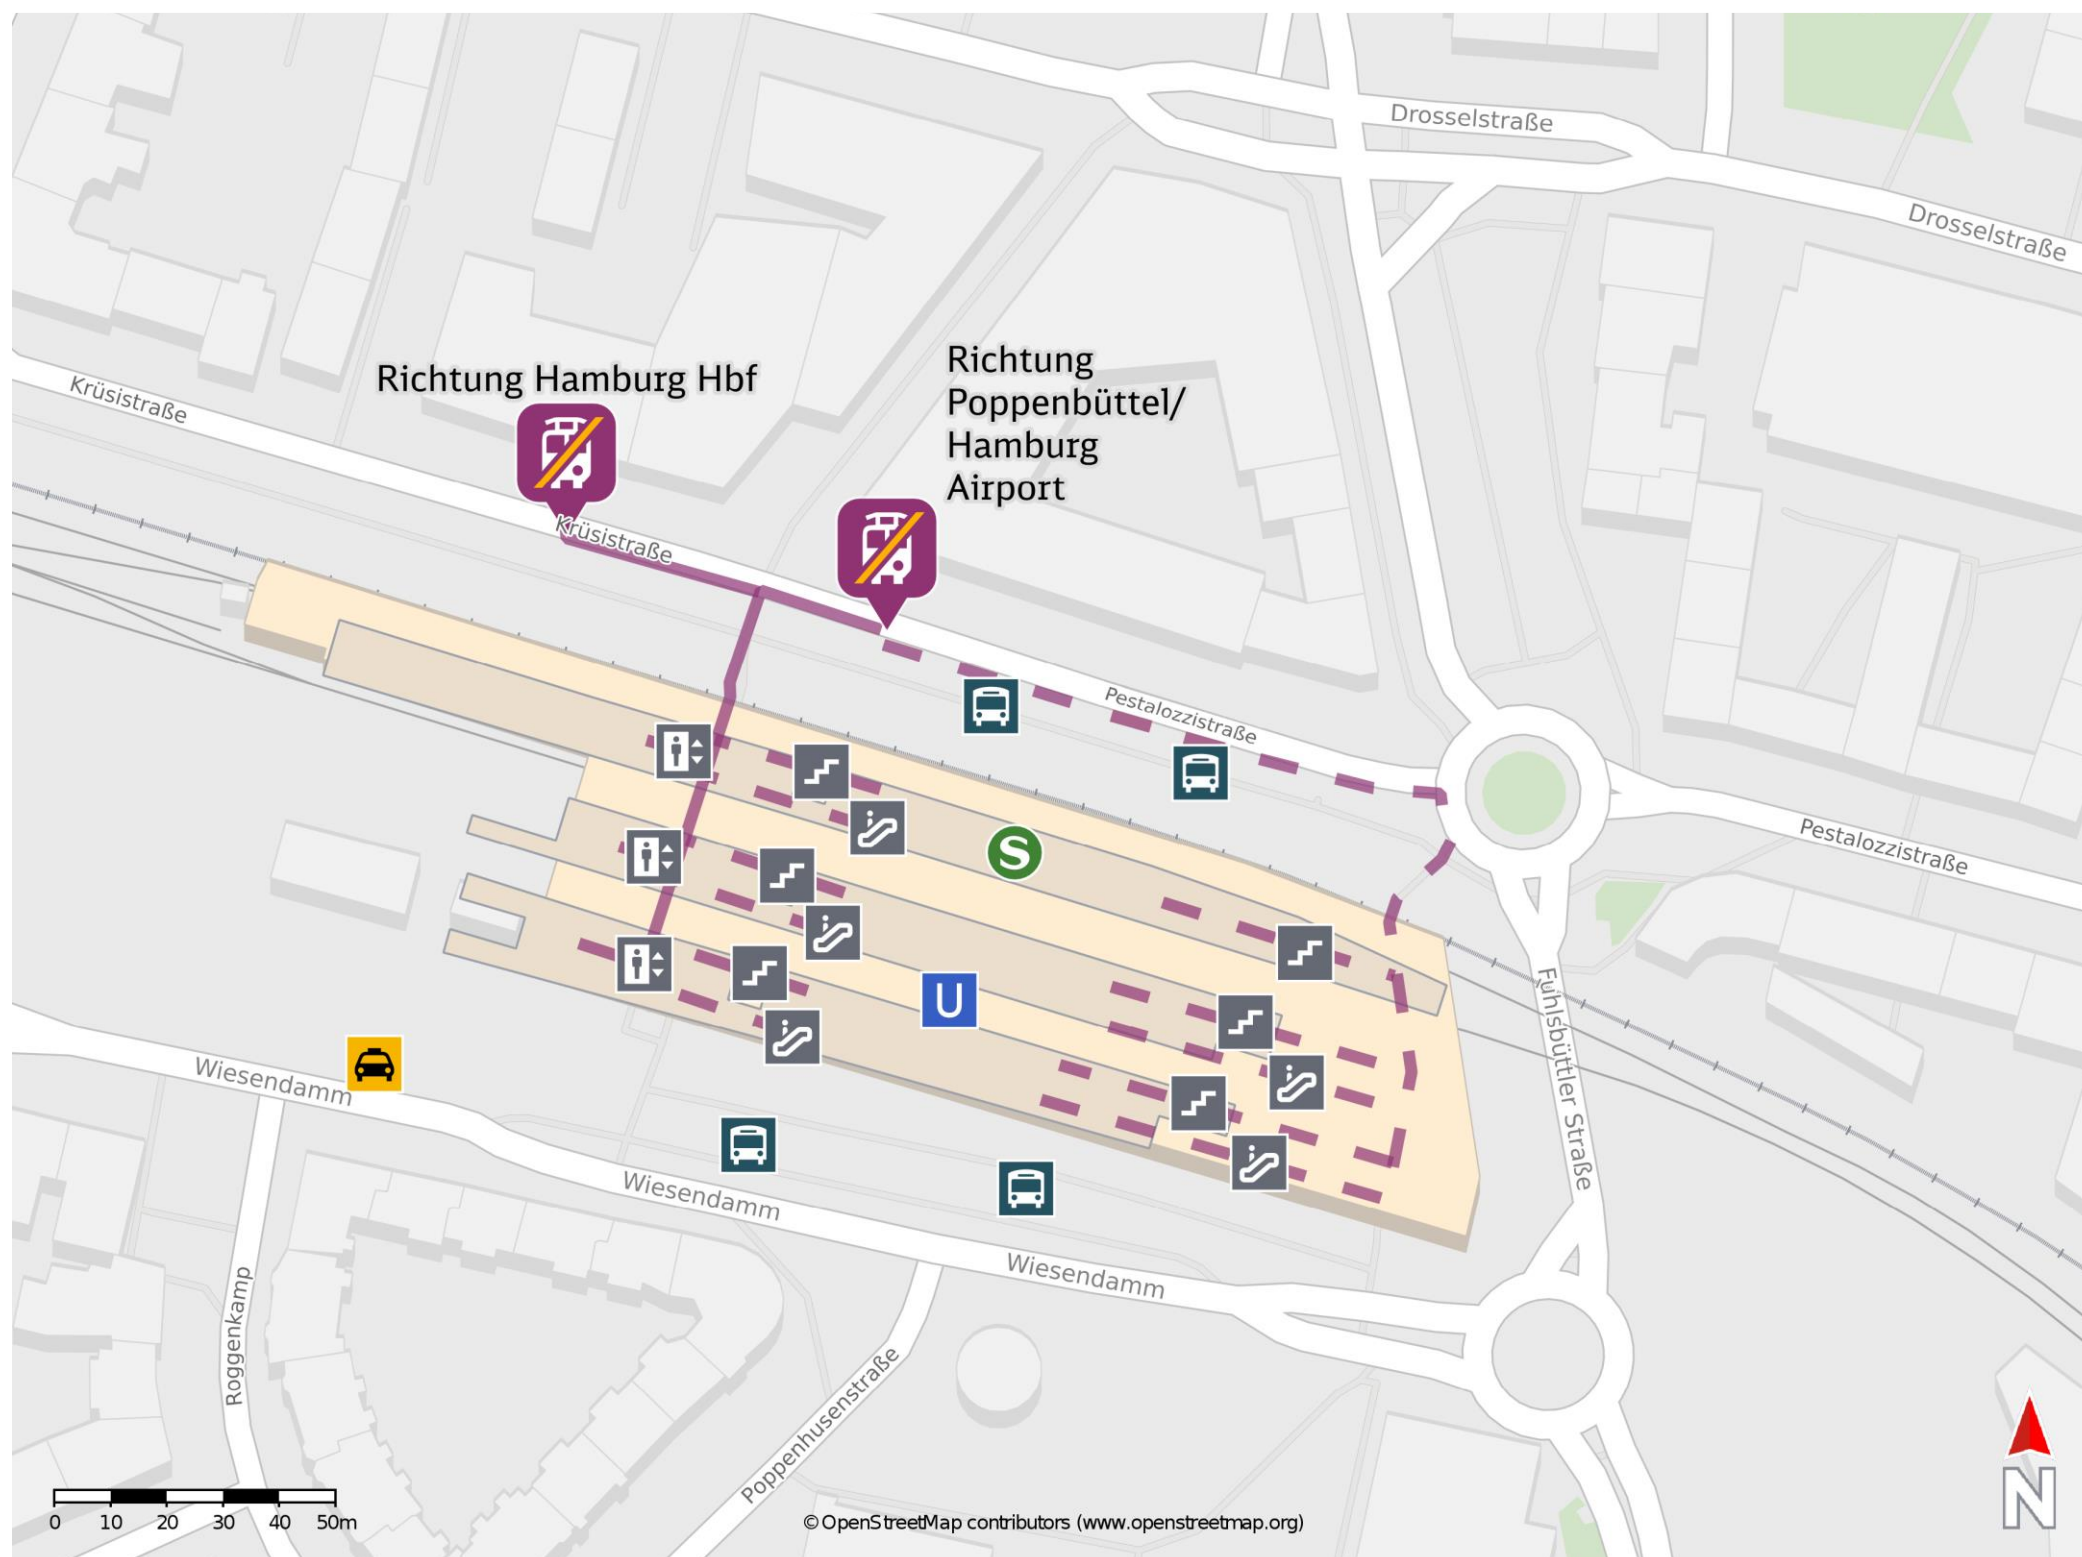 Drosselstraße
Drosselstraße
Richtung Hamburg Hbf
Richtung
Poppenbüttel/
Hamburg
Airport
Krüsistraße
Krüsistraße
Pestalozzistraße
Pestalozzistraße
S
U
Fuhlsbüttler Straße
Wiesendamm
Wiesendamm
Wiesendamm
Roggenkamp
Poppenhusenstraße
0 10 20 30 40 50m
© OpenStreetMap contributors (www.openstreetmap.org)
N